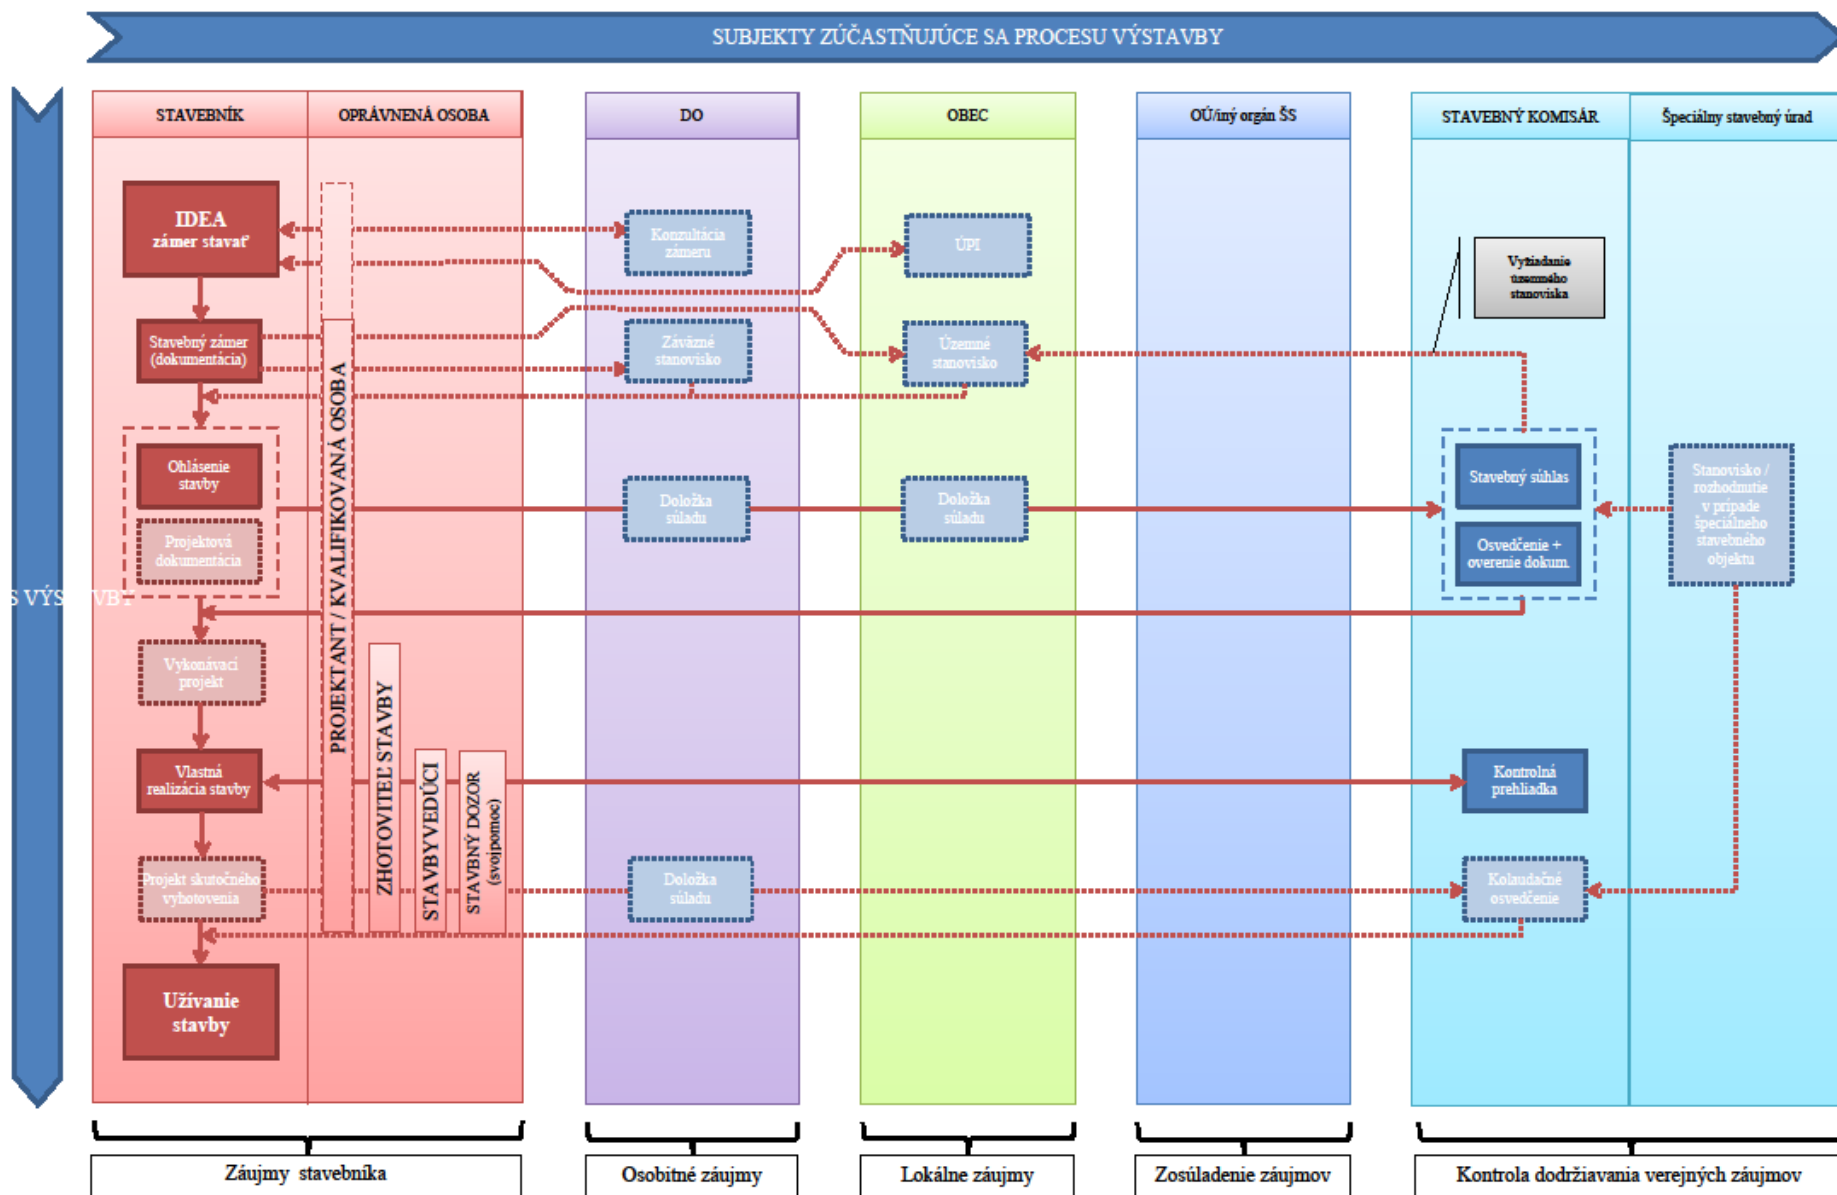 SUBJEKTY ZÚČASTŇUJÚCE SA PROCESU VÝSTAVBY
STAVEBNÍK
OPRÁVNENÁ OSOBA
DO
OBEC
OÚ/iný orgán ŠS
STAVEBNÝ KOMISÁR
Špeciálny stavebný úrad
IDEA
zámer stavať
Konzultácia
zámeru
ÚPI
Vyžiadanie
územného
stanoviska
Stavebný zámer
(dokumentácia)
Záväzné
stanovisko
Územné
stanovisko
Ohlásenie
stavby
Projektová
dokumentácia
Doložka
súladu
Doložka
súladu
Stavebný súhlas
Osvedčenie +
overenie dokum.
Stanovisko /
rozhodnutie
v prípade
špeciálneho
stavebného
objektu
S VÝSTAVBY
PROJEKTANT / KVALIFIKOVANÁ OSOBA
Vykonávací
projekt
ZHOTOVITEĽ STAVBY
STAVBYVEDÚCI
STAVBNÝ DOZOR
(svojpomoc)
Vlastná
realizácia stavby
Kontrolná
prehliadka
Projekt skutočného
vyhotovenia
Doložka
súladu
Kolaudačné
osvedčenie
Užívanie
stavby
Záujmy stavebníka
Osobitné záujmy
Lokálne záujmy
Zosúladenie záujmov
Kontrola dodržiavania verejných záujmov